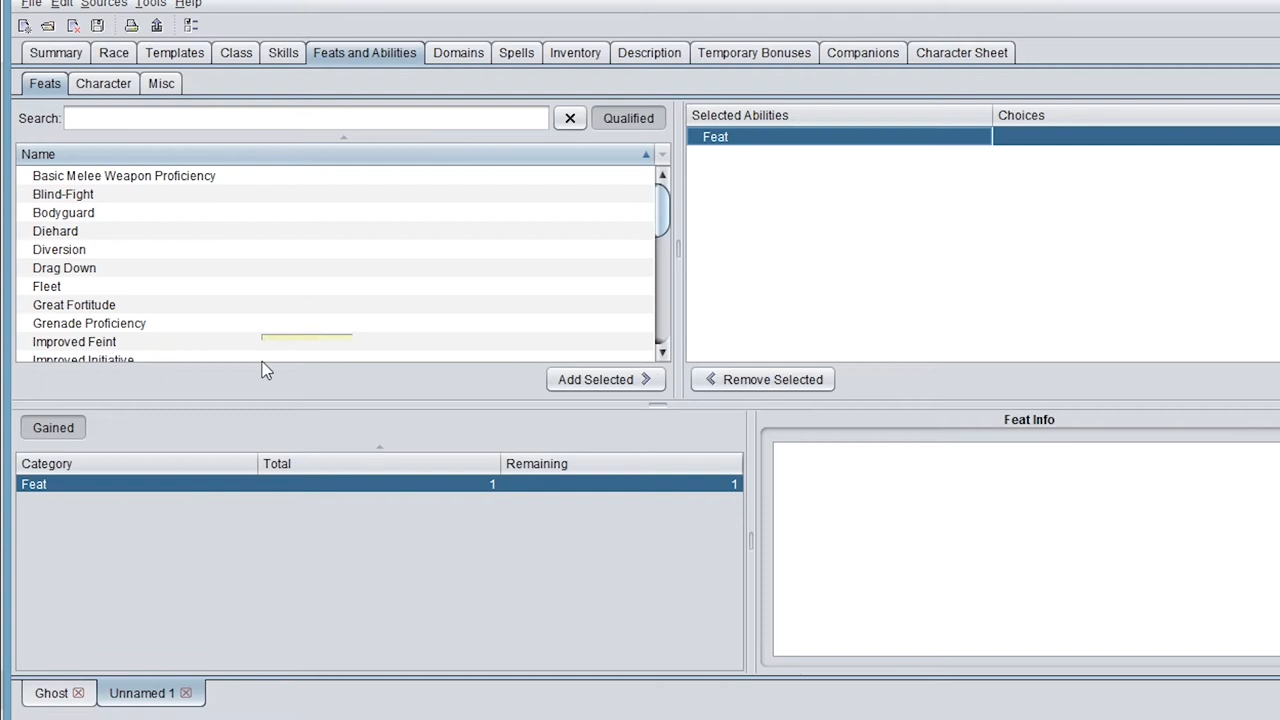 File Edit Sources Tools Help
Summary Race Templates Class Skills Feats and Abilities Domains Spells Inventory Description Temporary Bonuses Companions Character Sheet
Feats Character Misc
Search: Qualified
Name
Basic Melee Weapon Proficiency
Blind-Fight
Bodyguard
Diehard
Diversion
Drag Down
Fleet
Great Fortitude
Grenade Proficiency
Improved Feint
Improved Initiative
Add Selected
Selected Abilities Choices
Feat
Remove Selected
Gained
Category Total Remaining
Feat 1 1
Feat Info
Ghost Unnamed 1